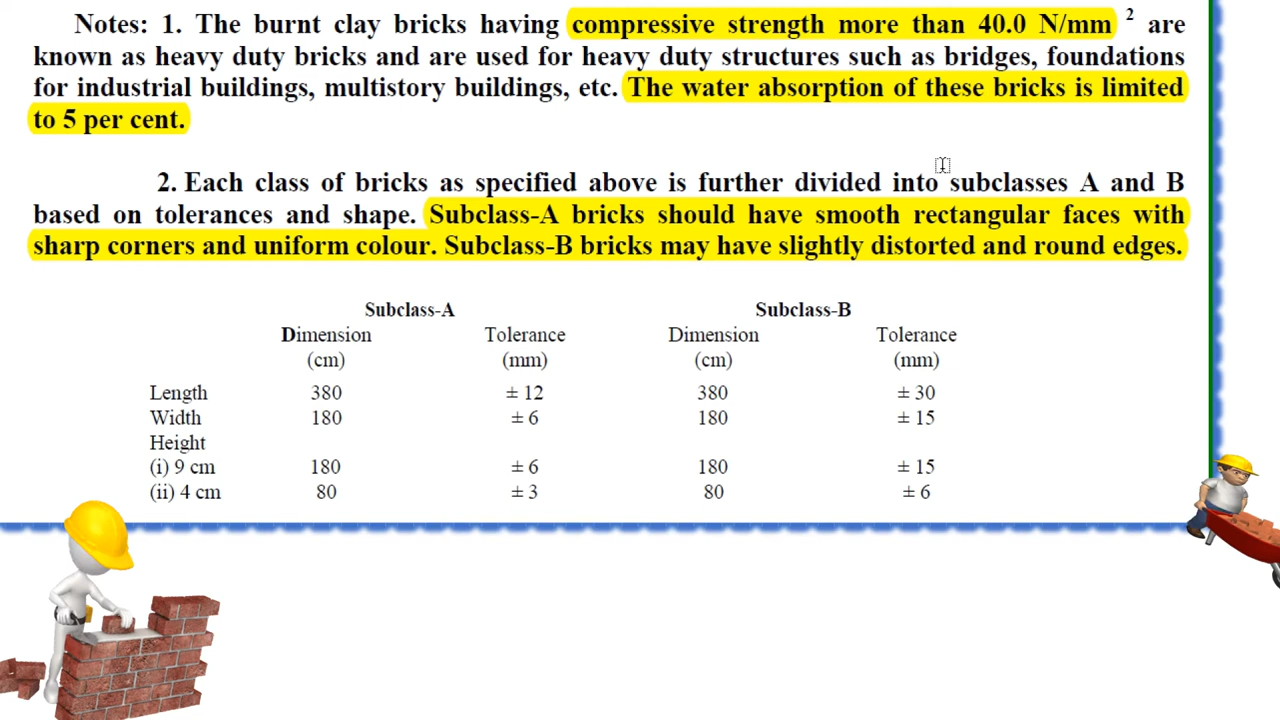 Notes: 1. The burnt clay bricks having compressive strength more than 40.0 N/mm 2 are
known as heavy duty bricks and are used for heavy duty structures such as bridges, foundations
for industrial buildings, multistory buildings, etc. The water absorption of these bricks is limited
to 5 per cent.
2. Each class of bricks as specified above is further divided into subclasses A and B
based on tolerances and shape. Subclass-A bricks should have smooth rectangular faces with
sharp corners and uniform colour. Subclass-B bricks may have slightly distorted and round edges.
Subclass-A Subclass-B
Dimension Tolerance Dimension Tolerance
(cm) (mm) (cm) (mm)
Length 380 ± 12 380 ± 30
Width 180 ± 6 180 ± 15
Height
(i) 9 cm 180 ± 6 180 ± 15
(ii) 4 cm 80 ± 3 80 ± 6